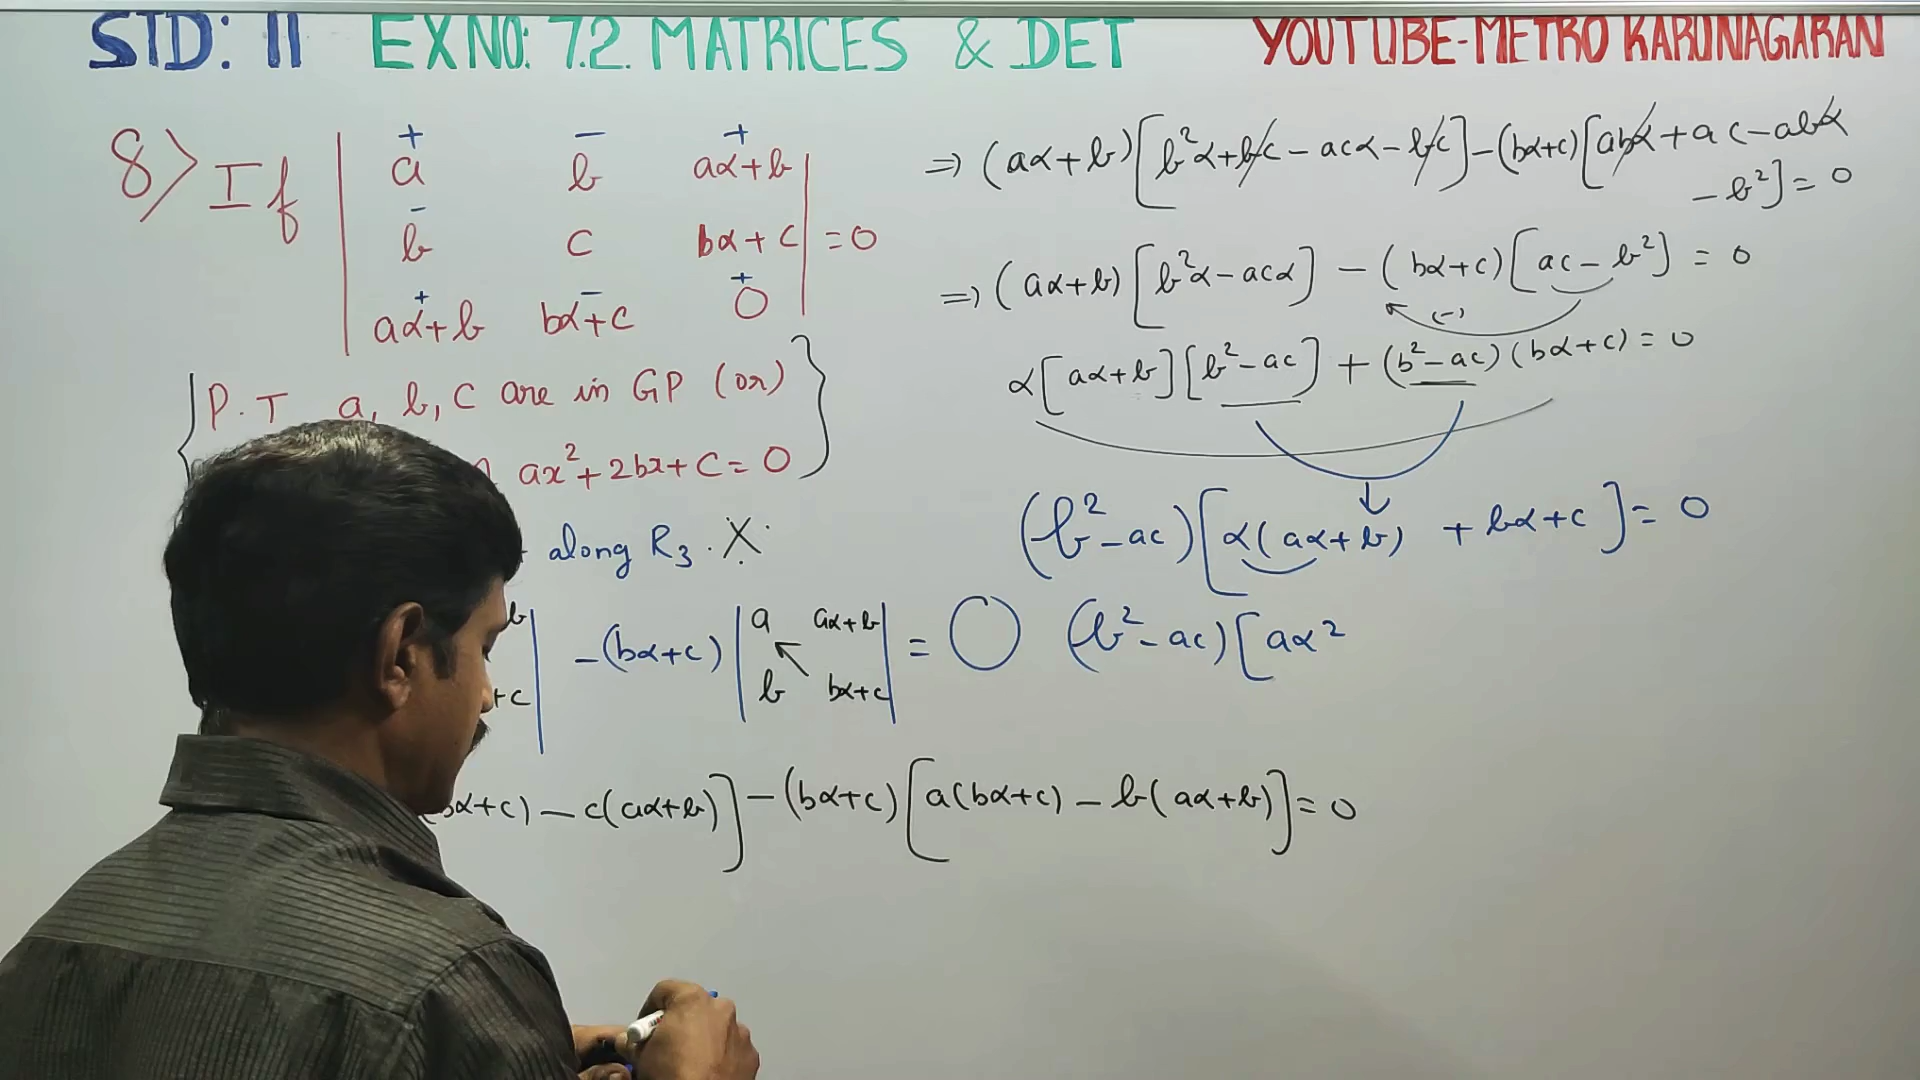 STD: 11 EX NO: 7.2. MATRICES & DET YOUTUBE-METRO KARUNAGARAN
8> If
+ − +
a b aα+b
− +
b c bα+c = 0
+ − +
aα+b bα+c 0
P.T a, b, c are in GP (or)
ax²+2bx+c=0
along R₃. X
b | −(bα+c) | a aα+b | = 0
+c | b bα+c |
bα+c) − c(aα+b)] − (bα+c)[a(bα+c) − b(aα+b)] = 0
⇒ (aα+b)[b²α+bc−acα−bc]−(bα+c)[abα+ac−abα
−b²]=0
⇒ (aα+b)[b²α−acα] − (bα+c)[ac−b²] = 0
(−)
α[aα+b][b²−ac] + (b²−ac)(bα+c)=0
(b²−ac)[α(aα+b) + bα+c]=0
(b²−ac)[aα²